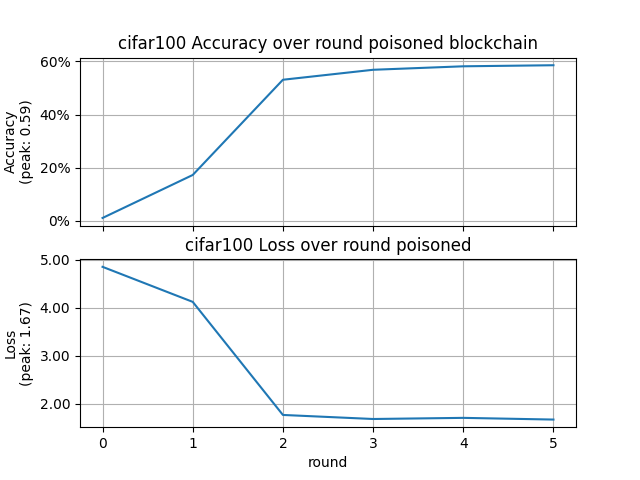 cifar100 Accuracy over round poisoned blockchain
60%
40%
20%
0%
Accuracy
(peak: 0.59)
cifar100 Loss over round poisoned
5.00
4.00
3.00
2.00
Loss
(peak: 1.67)
0 1 2 3 4 5
round